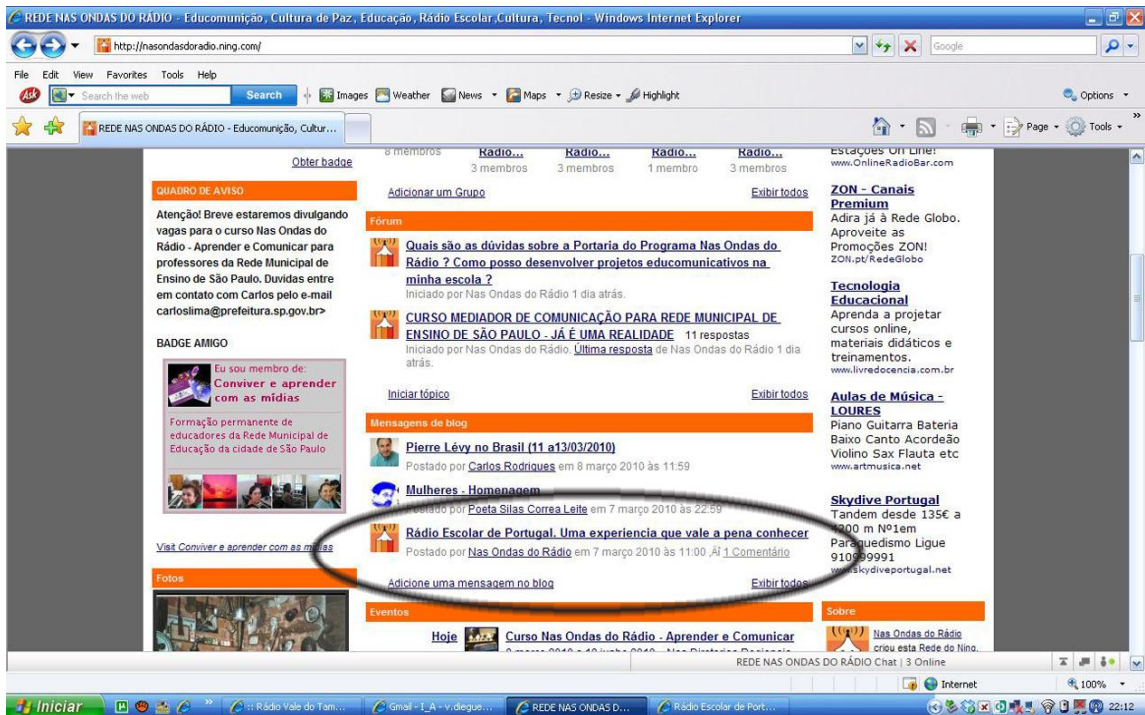 REDE NAS ONDAS DO RÁDIO - Educomunição, Cultura de Paz, Educação, Rádio Escolar ,Cultura, Tecnol - Windows Internet Explorer
http://nasondasdoradio.ning.com/
Google
File Edit View Favorites Tools Help
Ask
Search the web
Search
Images
Weather
News
Maps
Resize
Highlight
Options
REDE NAS ONDAS DO RÁDIO - Educomunição, Cultur...
Page
Tools
Obter badge
QUADRO DE AVISO
Atenção! Breve estaremos divulgando
vagas para o curso Nas Ondas do
Rádio - Aprender e Comunicar para
professores da Rede Municipal de
Ensino de São Paulo. Duvidas entre
em contato com Carlos pelo e-mail
carloslima@prefeitura.sp.gov.br>
BADGE AMIGO
Eu sou membro de:
Conviver e aprender
com as mídias
Formação permanente de
educadores da Rede Municipal de
Educação da cidade de São Paulo
Visit Conviver e aprender com as mídias
Fotos
8 membros
Rádio...
3 membros
Rádio...
3 membros
Rádio...
1 membro
Rádio...
3 membros
Adicionar um Grupo
Exibir todos
Fórum
Quais são as dúvidas sobre a Portaria do Programa Nas Ondas do
Rádio ? Como posso desenvolver projetos educomunicativos na
minha escola ?
Iniciado por Nas Ondas do Rádio 1 dia atrás.
CURSO MEDIADOR DE COMUNICAÇÃO PARA REDE MUNICIPAL DE
ENSINO DE SÃO PAULO - JÁ É UMA REALIDADE 11 respostas
Iniciado por Nas Ondas do Rádio. Última resposta de Nas Ondas do Rádio 1 dia
atrás.
Iniciar tópico
Exibir todos
Mensagens de blog
Pierre Lévy no Brasil (11 a13/03/2010)
Postado por Carlos Rodrigues em 8 março 2010 às 11:59
Mulheres - Homenagem
Postado por Poeta Silas Correa Leite em 7 março 2010 às 22:59
Rádio Escolar de Portugal. Uma experiencia que vale a pena conhecer
Postado por Nas Ondas do Rádio em 7 março 2010 às 11:00 ‚Äî 1 Comentário
Adicione uma mensagem no blog
Exibir todos
Eventos
Hoje
Curso Nas Ondas do Rádio - Aprender e Comunicar
Estações On Line!
www.OnlineRadioBar.com
ZON - Canais
Premium
Adira já à Rede Globo.
Aproveite as
Promoções ZON!
ZON.pt/RedeGlobo
Tecnologia
Educacional
Aprenda a projetar
cursos online,
materiais didáticos e
treinamentos.
www.livredocencia.com.br
Aulas de Música -
LOURES
Piano Guitarra Bateria
Baixo Canto Acordeão
Violino Sax Flauta etc
www.artmusica.net
Skydive Portugal
Tandem desde 135€ a
4200 m Nº1em
Paraquedismo Ligue
910999991
www.skydiveportugal.net
Sobre
Nas Ondas do Rádio
criou esta Rede do Ning.
REDE NAS ONDAS DO RÁDIO Chat | 3 Online
Internet
100%
Iniciar
:: Rádio Vale do Tam...
Gmail - I_A - v.diegue...
REDE NAS ONDAS D...
Rádio Escolar de Port...
22:12